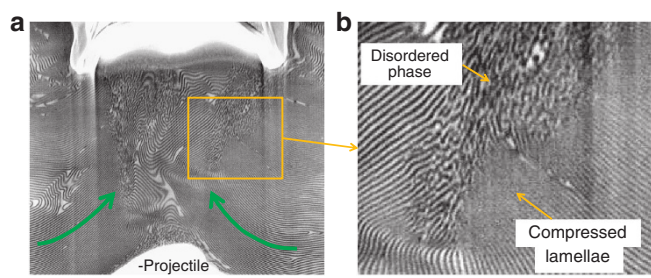 a
b
Disordered
phase
Compressed
lamellae
-Projectile